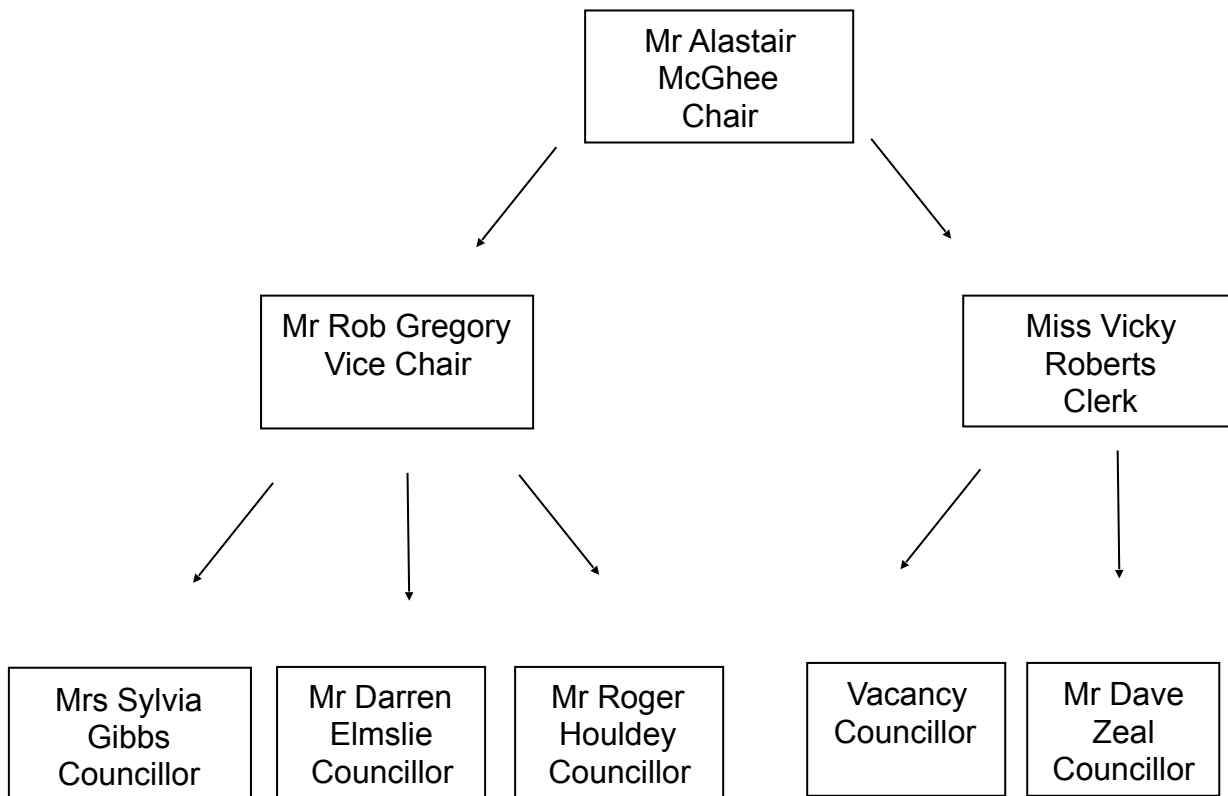 Mr Alastair
McGhee
Chair
Mr Rob Gregory
Vice Chair
Miss Vicky
Roberts
Clerk
Mrs Sylvia
Gibbs
Councillor
Mr Darren
Elmslie
Councillor
Mr Roger
Houldey
Councillor
Vacancy
Councillor
Mr Dave
Zeal
Councillor